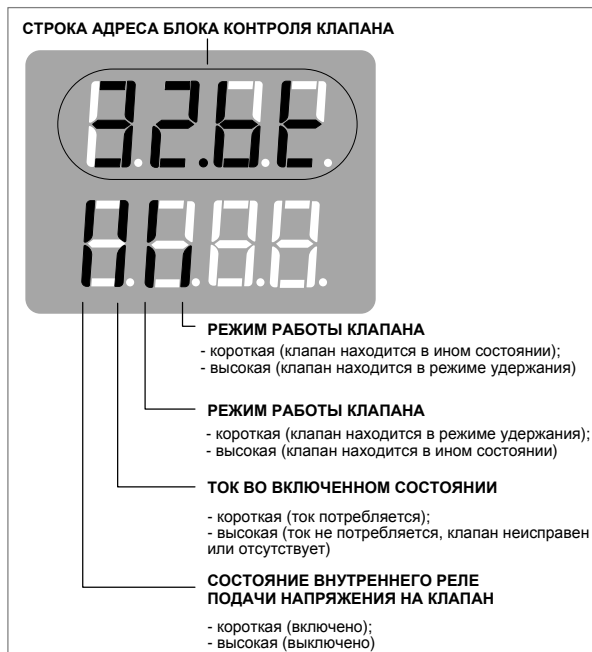 СТРОКА АДРЕСА БЛОКА КОНТРОЛЯ КЛАПАНА
32.bt
РЕЖИМ РАБОТЫ КЛАПАНА
- короткая (клапан находится в ином состоянии);
- высокая (клапан находится в режиме удержания)
РЕЖИМ РАБОТЫ КЛАПАНА
- короткая (клапан находится в режиме удержания);
- высокая (клапан находится в ином состоянии)
ТОК ВО ВКЛЮЧЕННОМ СОСТОЯНИИ
- короткая (ток потребляется);
- высокая (ток не потребляется, клапан неисправен
или отсутствует)
СОСТОЯНИЕ ВНУТРЕННЕГО РЕЛЕ
ПОДАЧИ НАПРЯЖЕНИЯ НА КЛАПАН
- короткая (включено);
- высокая (выключено)